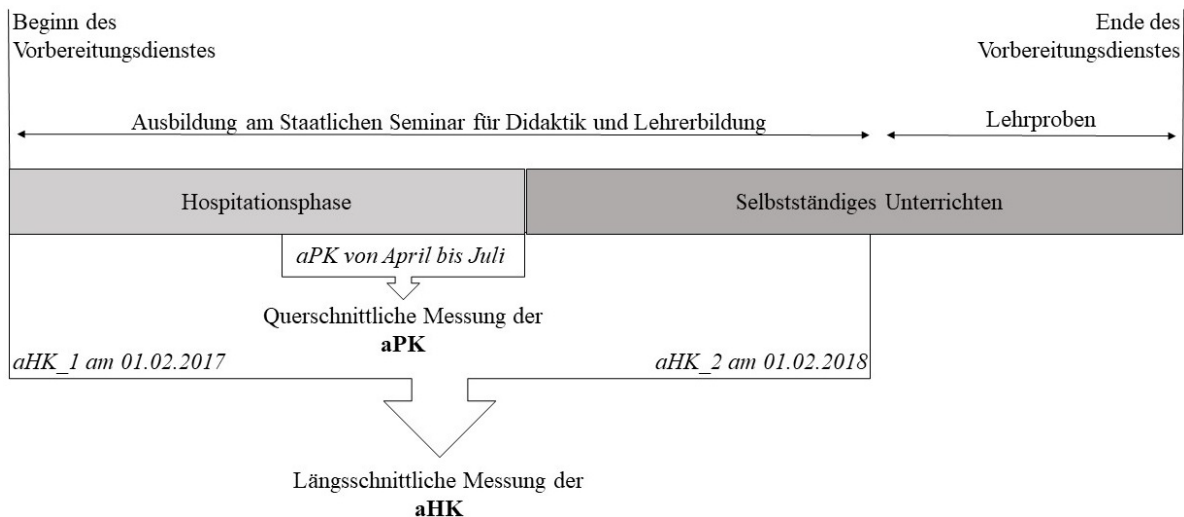 Beginn des
Vorbereitungsdienstes
Ende des
Vorbereitungsdienstes
Ausbildung am Staatlichen Seminar für Didaktik und Lehrerbildung
Lehrproben
Hospitationsphase
Selbstständiges Unterrichten
aPK von April bis Juli
Querschnittliche Messung der
aPK
aHK_1 am 01.02.2017
aHK_2 am 01.02.2018
Längsschnittliche Messung der
aHK